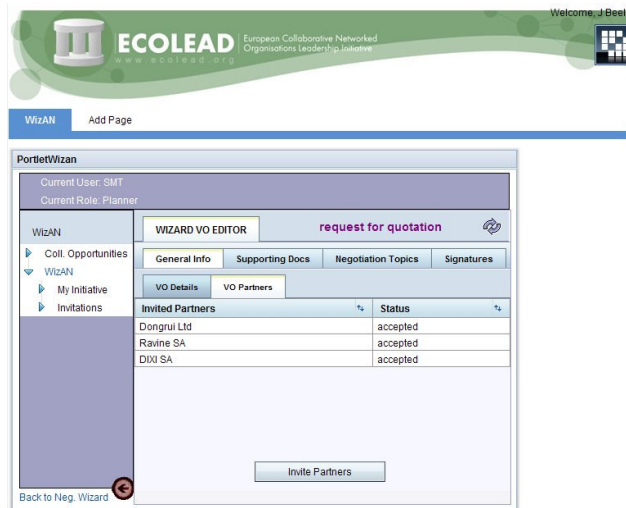 Welcome, J Beel
ECOLEAD
European Collaborative Networked
Organisations Leadership Initiative
www.ecolead.org
WizAN
Add Page
PortletWizan
Current User: SMT
Current Role: Planner
WizAN
WIZARD VO EDITOR
request for quotation
Coll. Opportunities
General Info
Supporting Docs
Negotiation Topics
Signatures
WizAN
My Initiative
Invitations
VO Details
VO Partners
Invited Partners
Status
Dongrui Ltd
accepted
Ravine SA
accepted
DIXI SA
accepted
Invite Partners
Back to Neg. Wizard